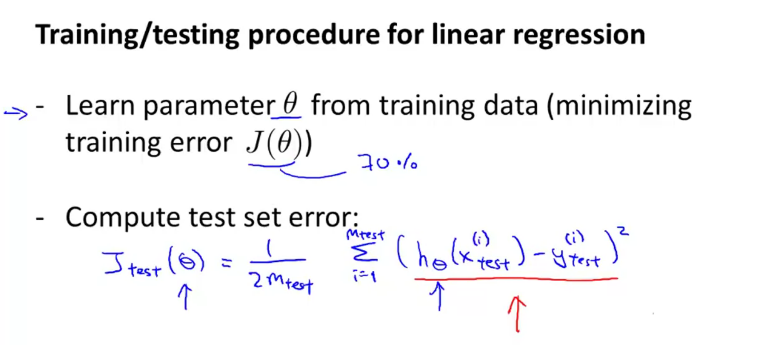 Training/testing procedure for linear regression
- Learn parameter θ from training data (minimizing
training error J(θ))
70%
- Compute test set error:
J_test(θ) = 1/(2m_test) Σ_{i=1}^{m_test} (h_θ(x_test^(i)) - y_test^(i))²